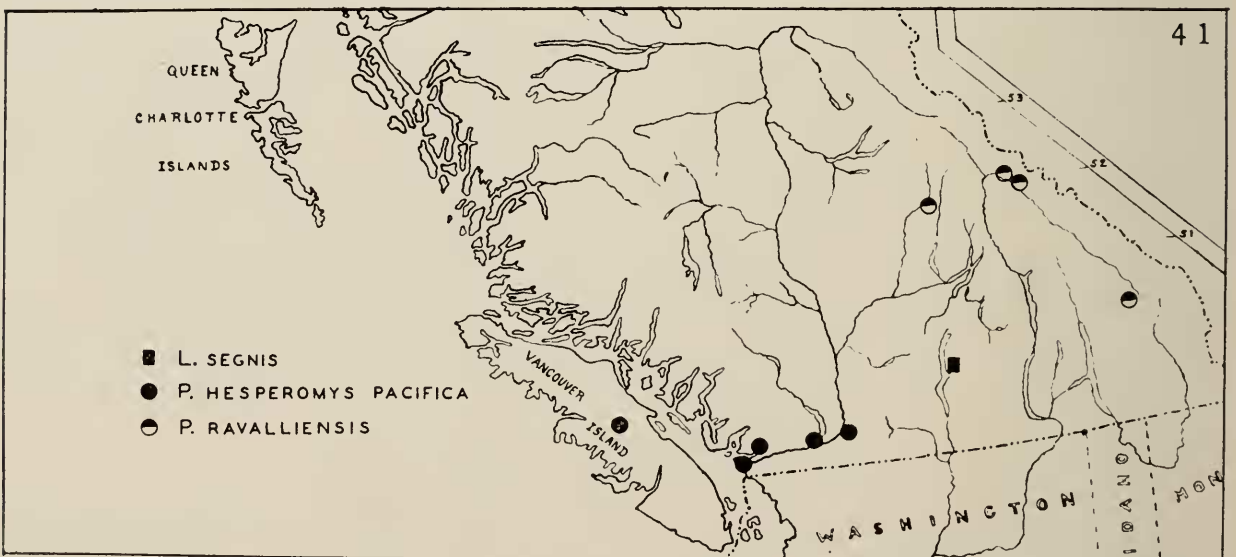 41
QUEEN
CHARLOTTE
ISLANDS
53
52
51
L. SEGNIS
P. HESPEROMYS PACIFICA
P. RAVALLIENSIS
VANCOUVER
ISLAND
WASHINGTON
IDAHO
MON